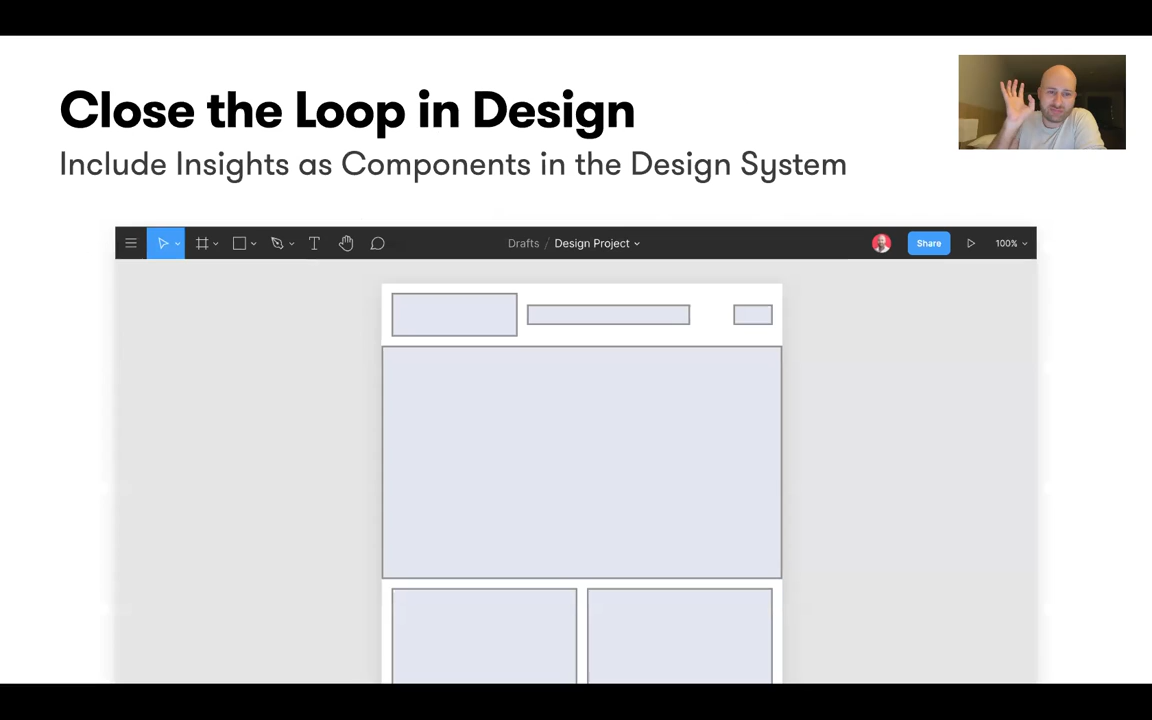 Close the Loop in Design
Include Insights as Components in the Design System
Drafts / Design Project
Share
100%